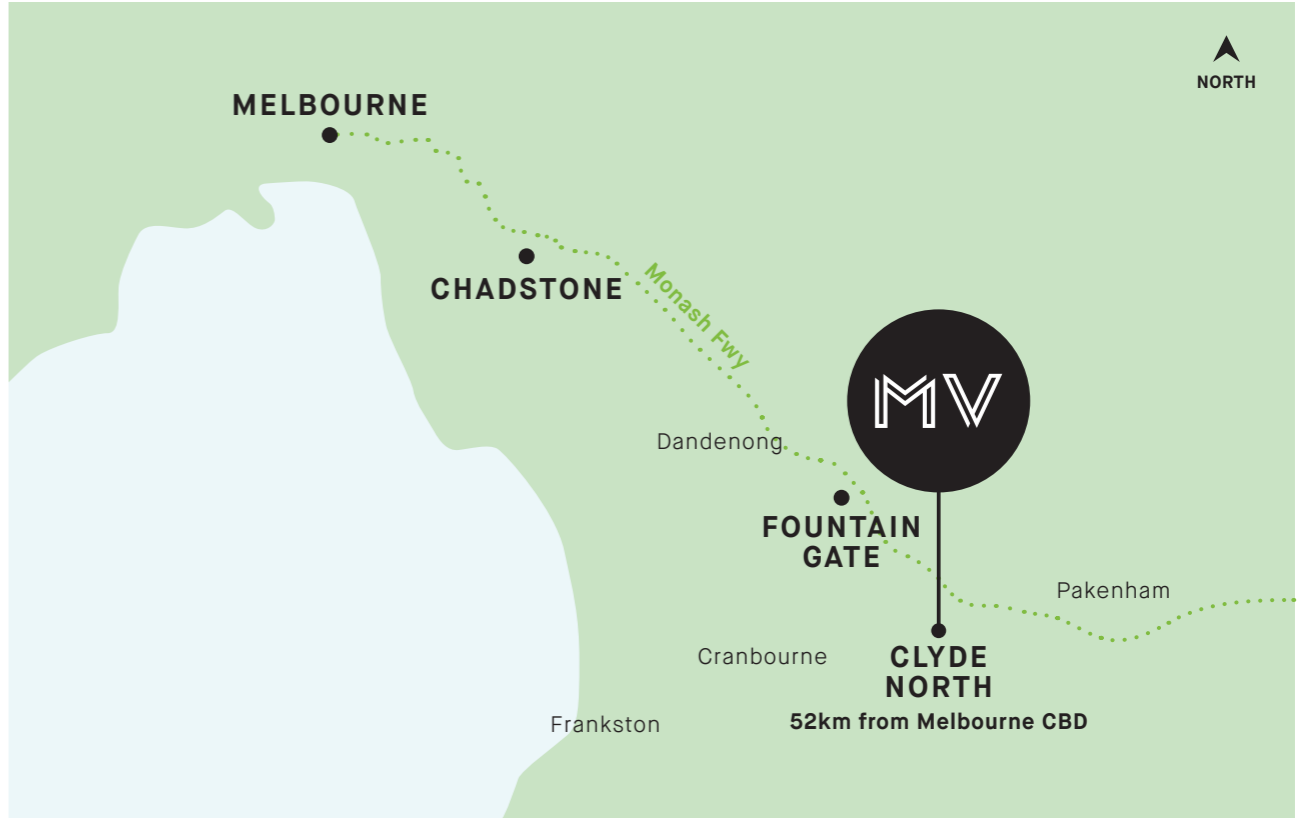 NORTH
MELBOURNE
CHADSTONE
Monash Fwy
MV
Dandenong
FOUNTAIN
GATE
Pakenham
Cranbourne
CLYDE
NORTH
52km from Melbourne CBD
Frankston